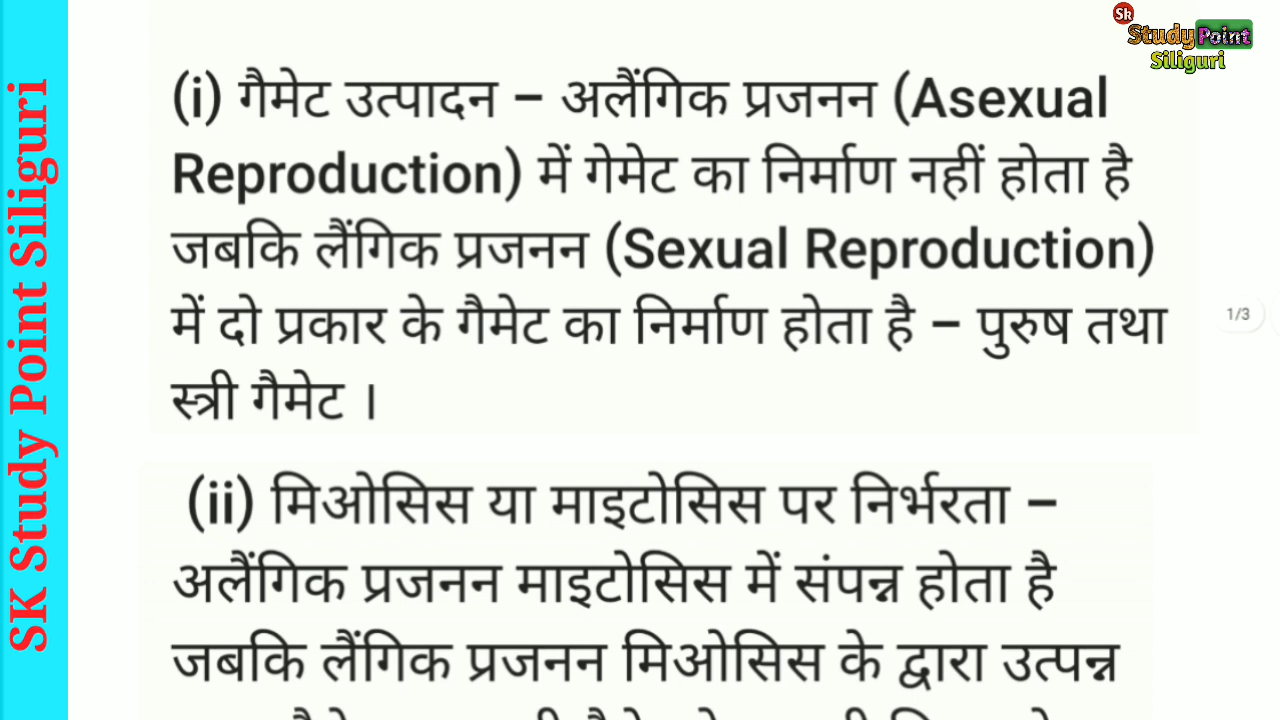 SK Study Point Siliguri
Sk
Study Point
Siliguri
(i) गैमेट उत्पादन – अलैंगिक प्रजनन (Asexual
Reproduction) में गेमेट का निर्माण नहीं होता है
जबकि लैंगिक प्रजनन (Sexual Reproduction)
में दो प्रकार के गैमेट का निर्माण होता है – पुरुष तथा
स्त्री गैमेट ।
1/3
(ii) मिओसिस या माइटोसिस पर निर्भरता –
अलैंगिक प्रजनन माइटोसिस में संपन्न होता है
जबकि लैंगिक प्रजनन मिओसिस के द्वारा उत्पन्न